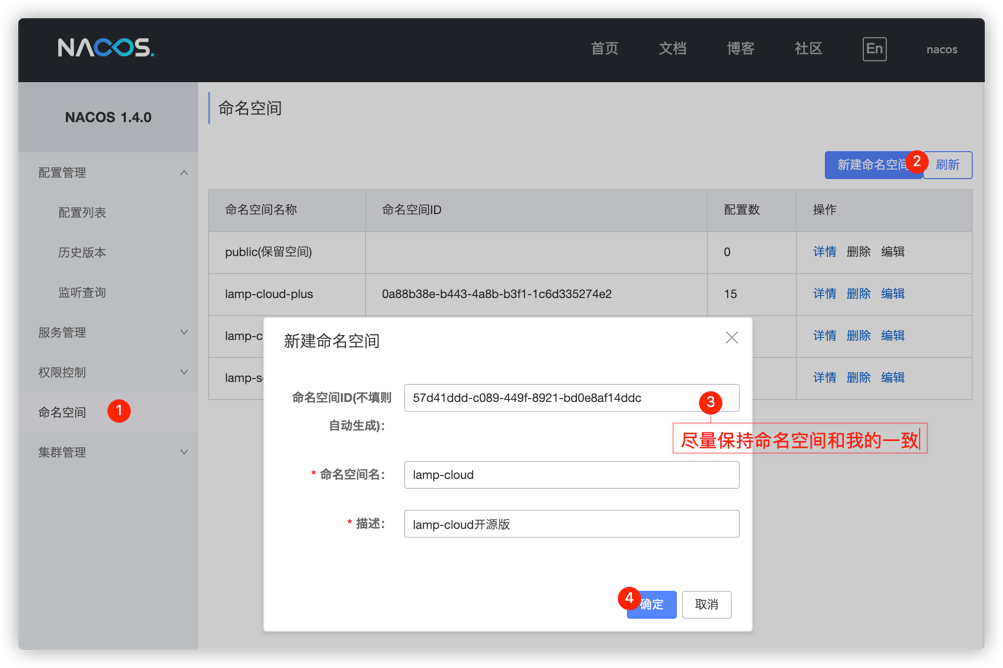 NACOS.
首页 文档 博客 社区 En nacos
NACOS 1.4.0
配置管理
配置列表
历史版本
监听查询
服务管理
权限控制
命名空间 1
集群管理
命名空间
新建命名空间 2 刷新
命名空间名称 命名空间ID 配置数 操作
public(保留空间) 0 详情 删除 编辑
lamp-cloud-plus 0a88b38e-b443-4a8b-b3f1-1c6d335274e2 15 详情 删除 编辑
lamp-c 详情 删除 编辑
lamp-s 详情 删除 编辑
新建命名空间
命名空间ID(不填则 57d41ddd-c089-449f-8921-bd0e8af14ddc 3
自动生成):
尽量保持命名空间和我的一致
* 命名空间名: lamp-cloud
* 描述: lamp-cloud开源版
4 确定 取消